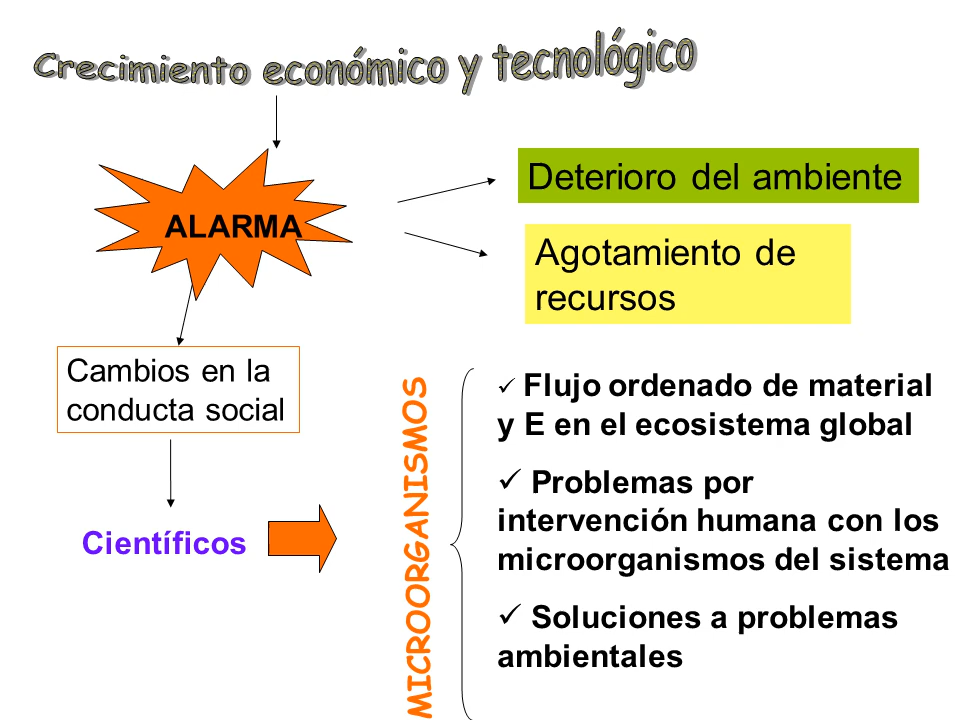 Crecimiento económico y tecnológico
ALARMA
Deterioro del ambiente
Agotamiento de
recursos
Cambios en la
conducta social
Científicos
MICROORGANISMOS
✓ Flujo ordenado de material
y E en el ecosistema global
✓ Problemas por
intervención humana con los
microorganismos del sistema
✓ Soluciones a problemas
ambientales